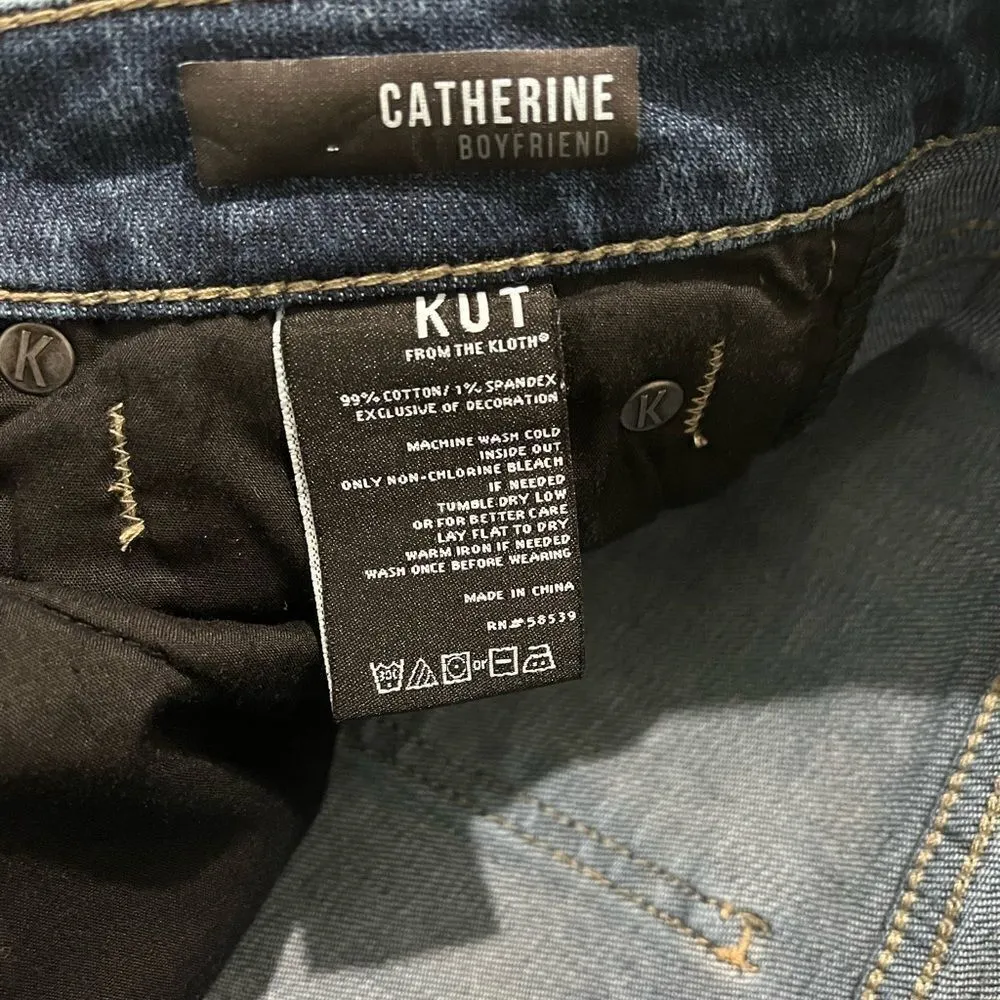 CATHERINE
BOYFRIEND
KUT
FROM THE KLOTH®
K
K
99% COTTON/ 1% SPANDEX
EXCLUSIVE OF DECORATION
MACHINE WASH COLD
INSIDE OUT
ONLY NON-CHLORINE BLEACH
IF NEEDED
TUMBLE DRY LOW
OR FOR BETTER CARE
LAY FLAT TO DRY
WARM IRON IF NEEDED
WASH ONCE BEFORE WEARING
MADE IN CHINA
RN#58539
30C or